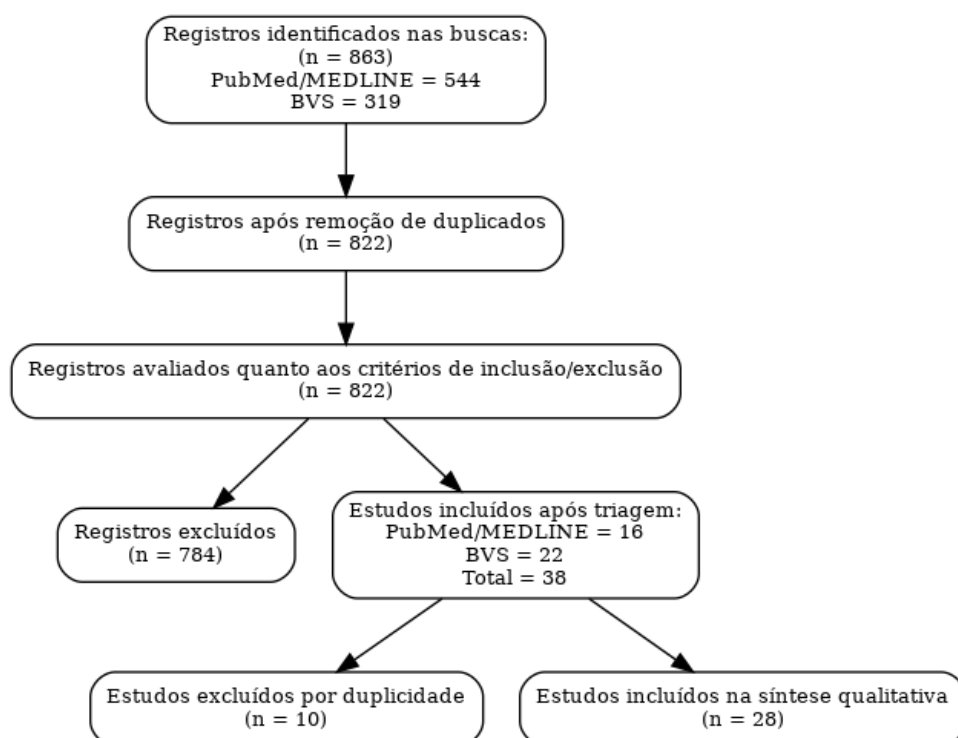 Registros identificados nas buscas:
(n = 863)
PubMed/MEDLINE = 544
BVS = 319
Registros após remoção de duplicados
(n = 822)
Registros avaliados quanto aos critérios de inclusão/exclusão
(n = 822)
Registros excluídos
(n = 784)
Estudos incluídos após triagem:
PubMed/MEDLINE = 16
BVS = 22
Total = 38
Estudos excluídos por duplicidade
(n = 10)
Estudos incluídos na síntese qualitativa
(n = 28)